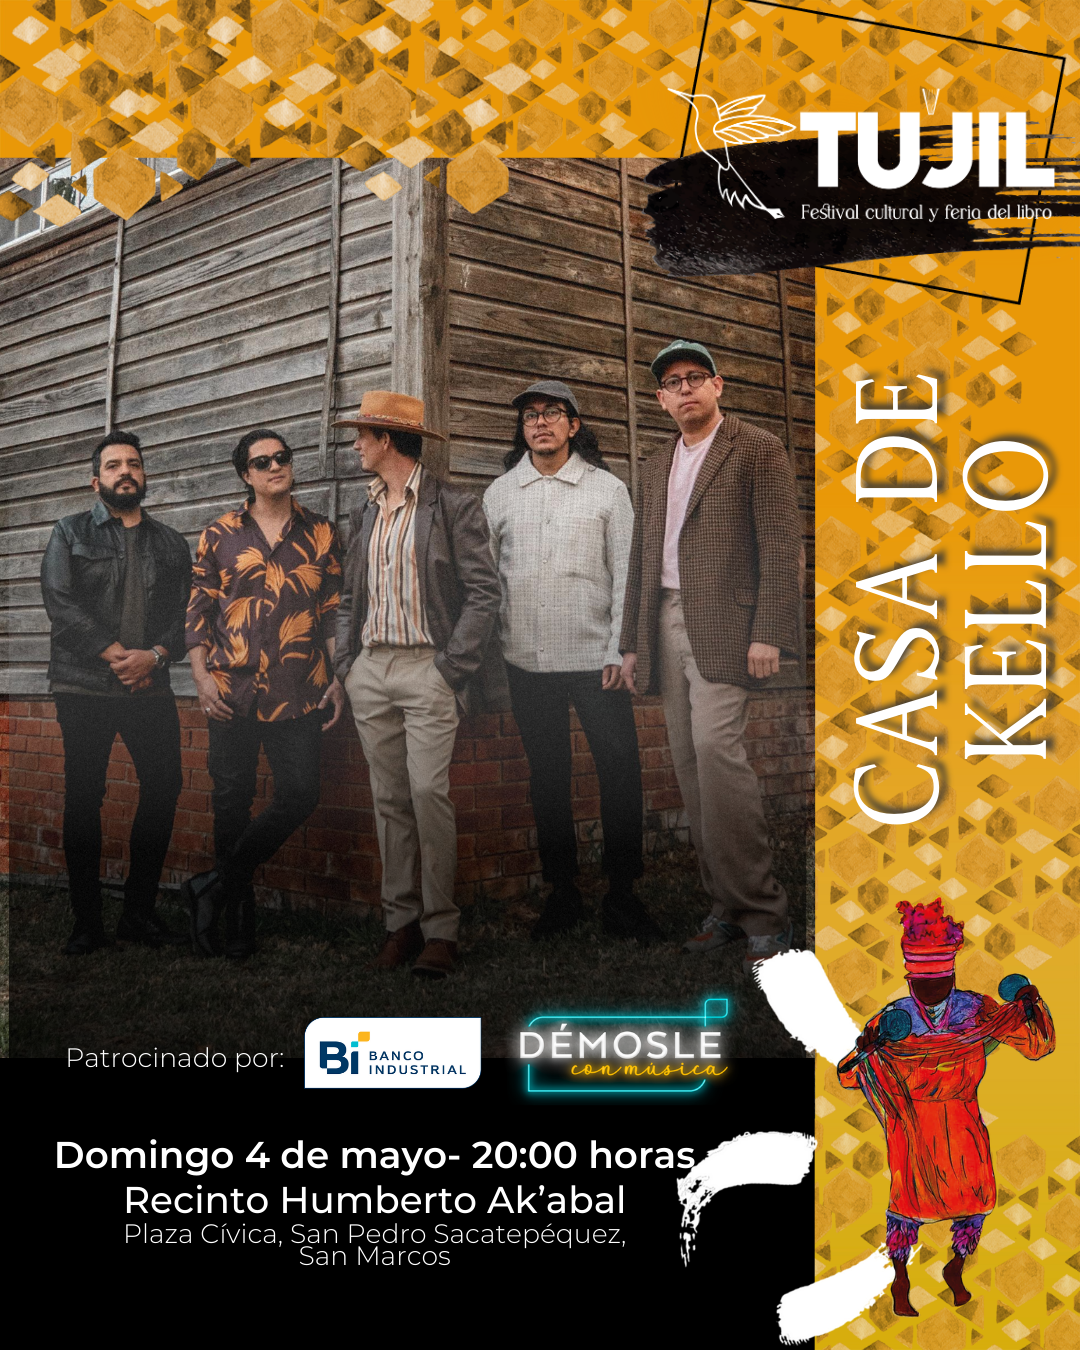 TUJIL
Festival cultural y feria del libro
CASA DE
KELLO
Patrocinado por:
Bi BANCO
INDUSTRIAL
DÉMOSLE
con música
Domingo 4 de mayo- 20:00 horas
Recinto Humberto Ak’abal
Plaza Cívica, San Pedro Sacatepéquez,
San Marcos